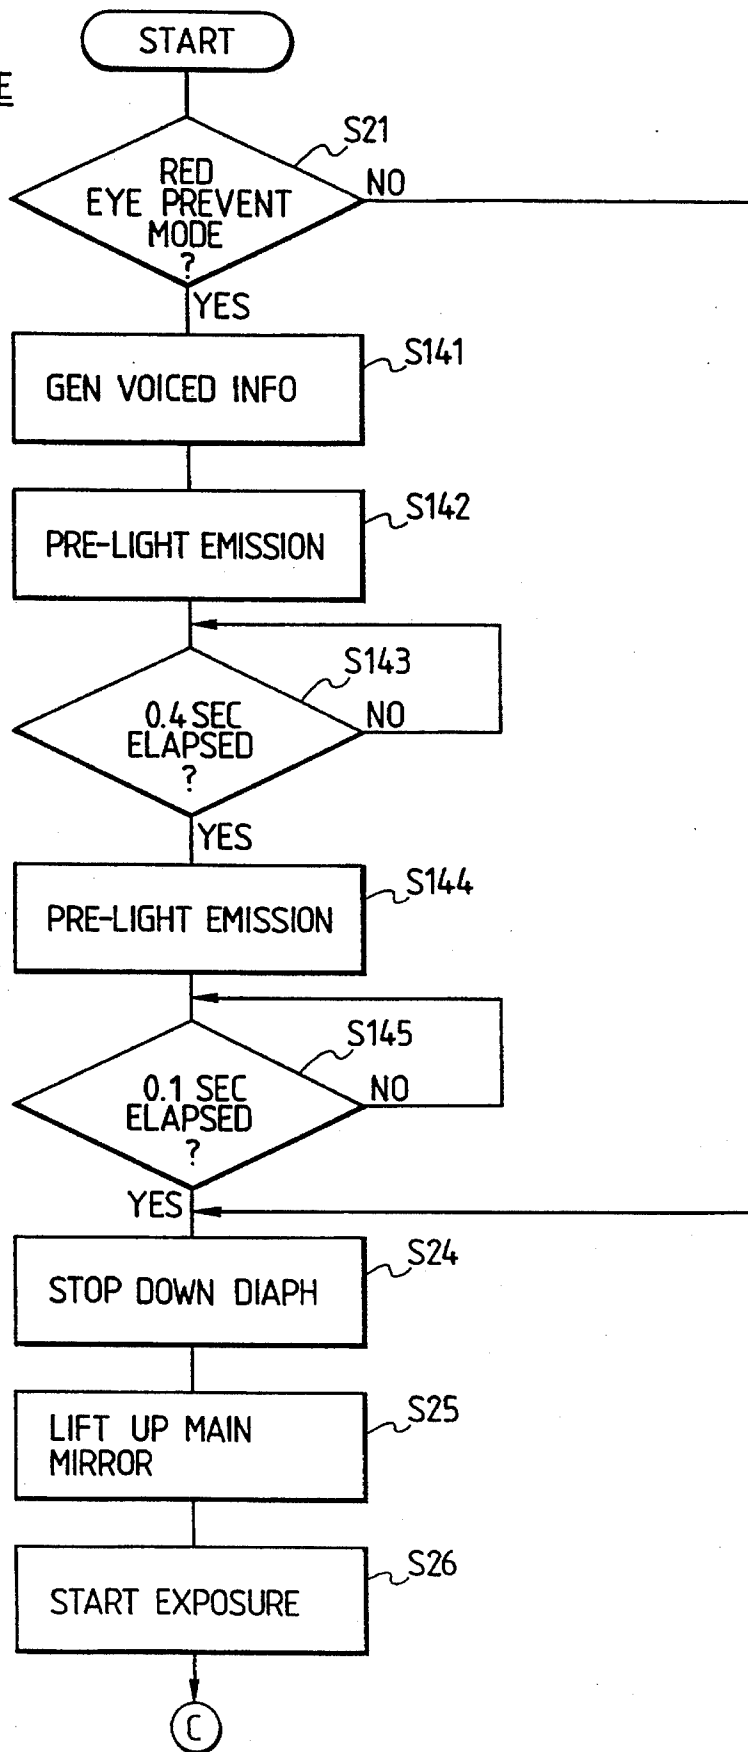 START
E
S21
RED
EYE PREVENT
MODE
?
NO
YES
S141
GEN VOICED INFO
S142
PRE-LIGHT EMISSION
S143
0.4 SEC
ELAPSED
?
NO
YES
S144
PRE-LIGHT EMISSION
S145
0.1 SEC
ELAPSED
?
NO
YES
S24
STOP DOWN DIAPH
S25
LIFT UP MAIN
MIRROR
S26
START EXPOSURE
C